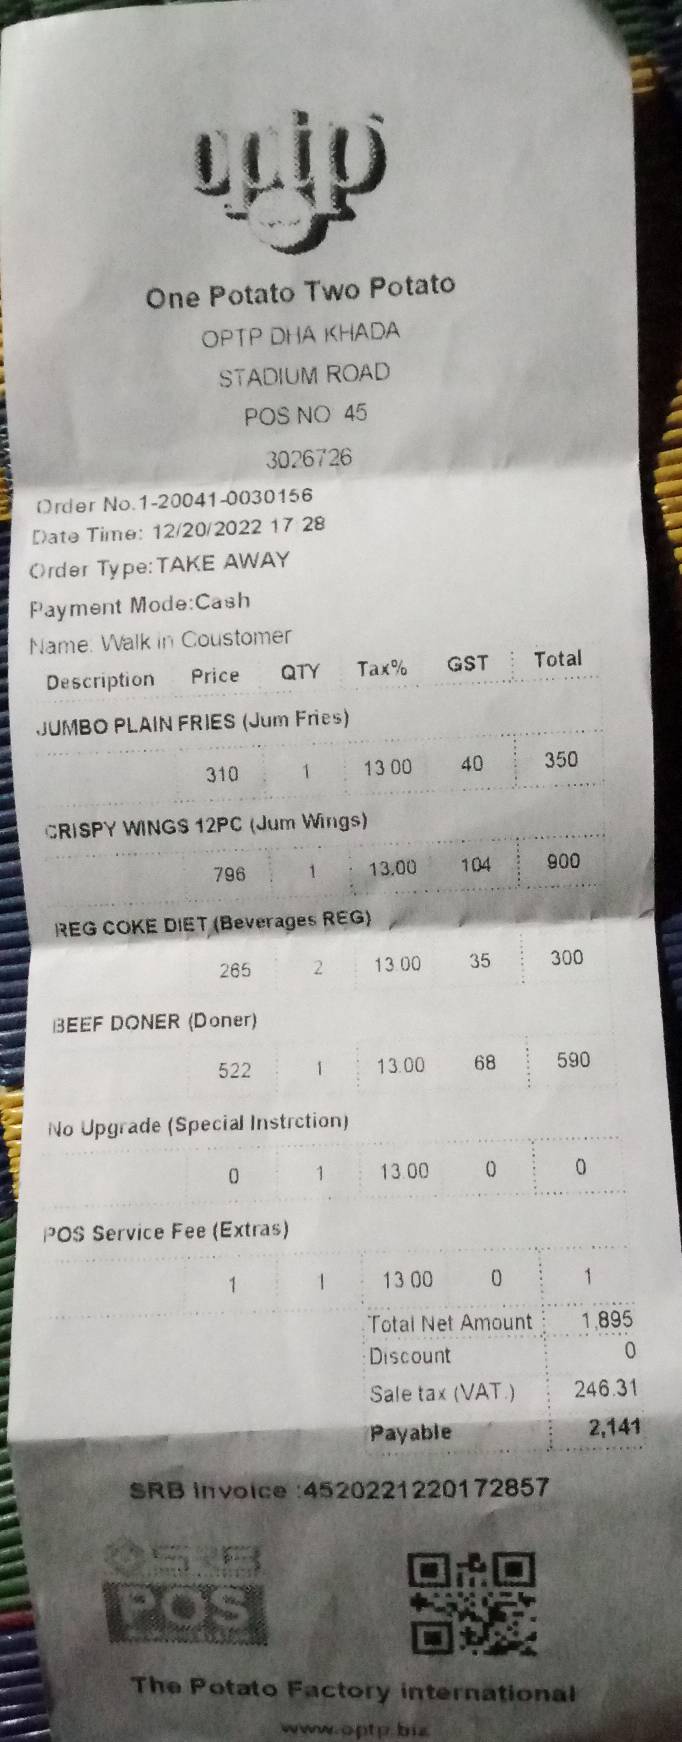 optp
One Potato Two Potato
OPTP DHA KHADA
STADIUM ROAD
POS NO 45
3026726
Order No.1-20041-0030156
Date Time: 12/20/2022 17 28
Order Type:TAKE AWAY
Payment Mode:Cash
Name. Walk in Coustomer
Description Price QTY Tax% GST Total
JUMBO PLAIN FRIES (Jum Fries)
310 1 13 00 40 350
CRISPY WINGS 12PC (Jum Wings)
796 1 13.00 104 900
REG COKE DIET (Beverages REG)
265 2 13.00 35 300
BEEF DONER (Doner)
522 1 13.00 68 590
No Upgrade (Special Instrction)
0 1 13.00 0 0
POS Service Fee (Extras)
1 1 13 00 0 1
Total Net Amount 1,895
Discount 0
Sale tax (VAT.) 246.31
Payable 2,141
SRB Invoice :4520221220172857
SRB
POS
The Potato Factory international
www.optp.biz